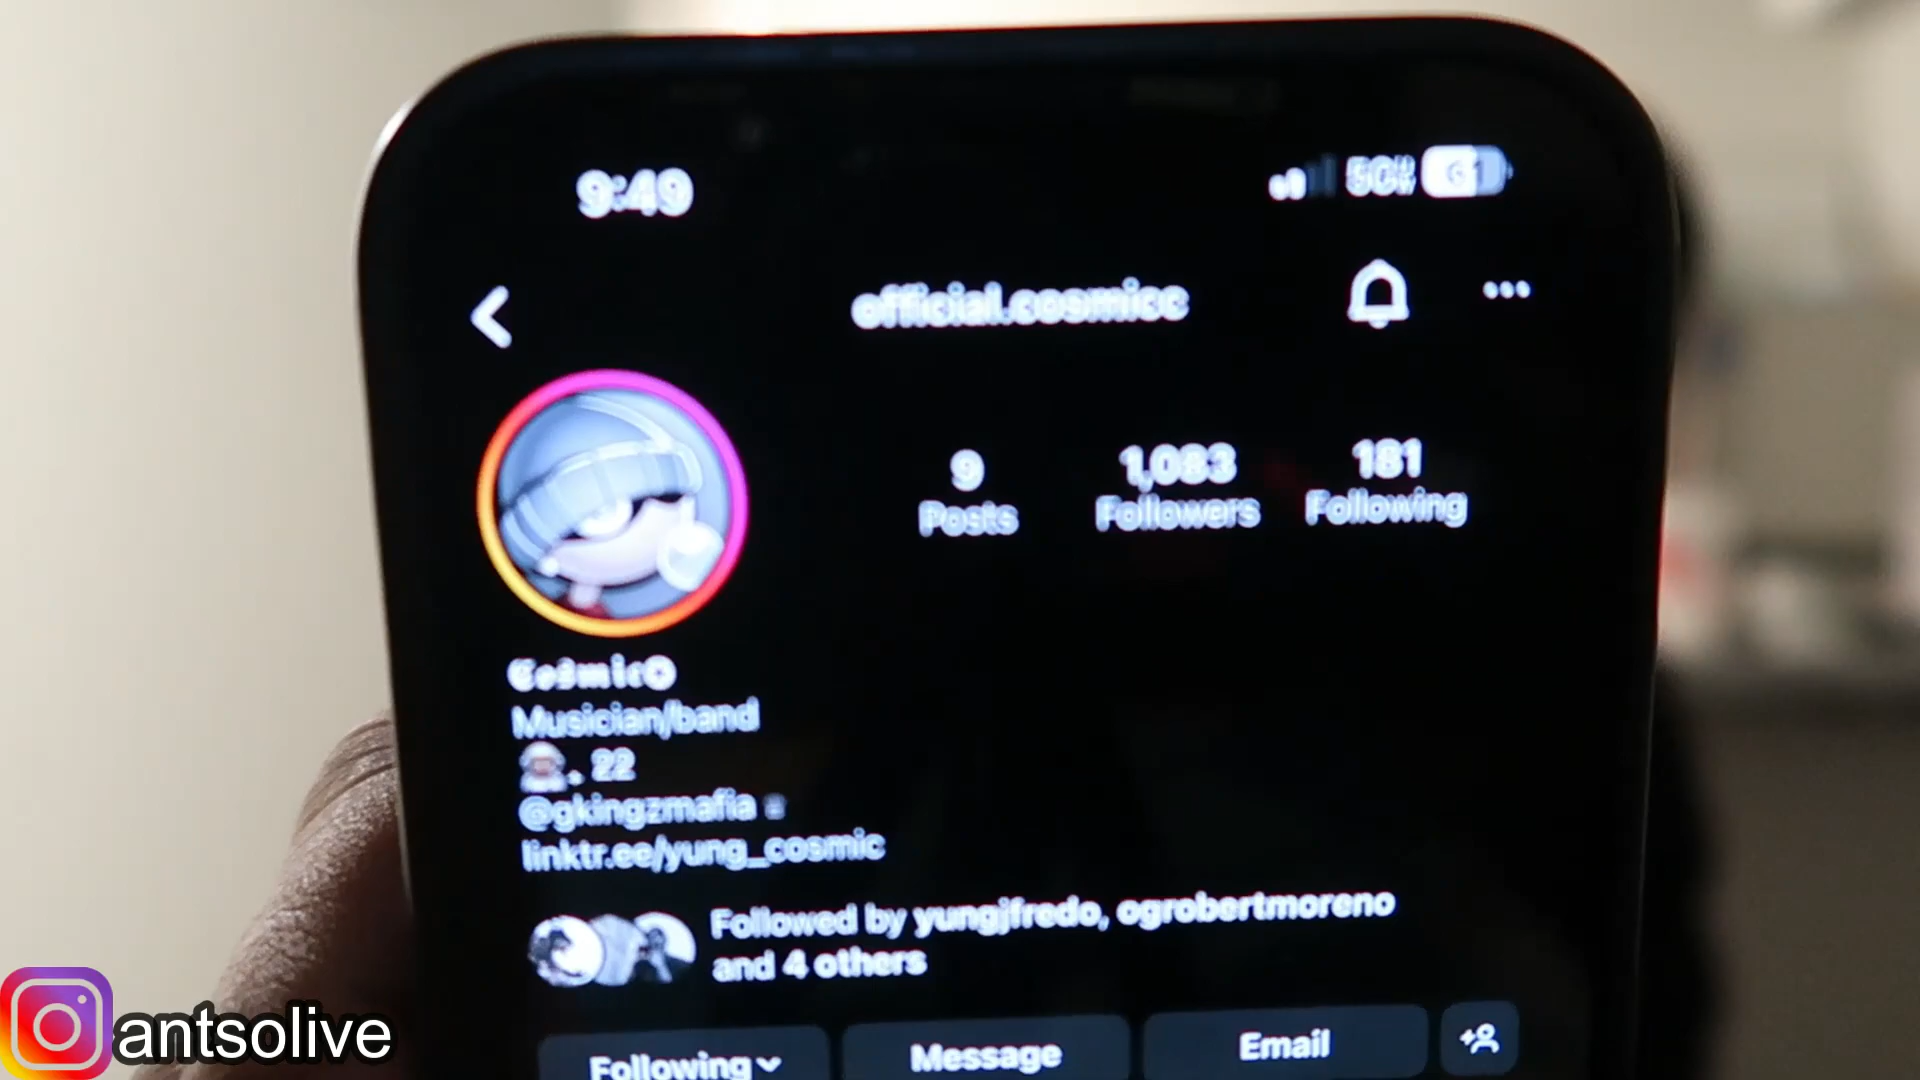 9:49
official.cosmicc
9
Posts
1,083
Followers
181
Following
Musician/band
22
@gkingzmafia
linktr.ee/yung_cosmic
Followed by yungjfredo, ogrobertmoreno
and 4 others
Following
Message
Email
antsolive